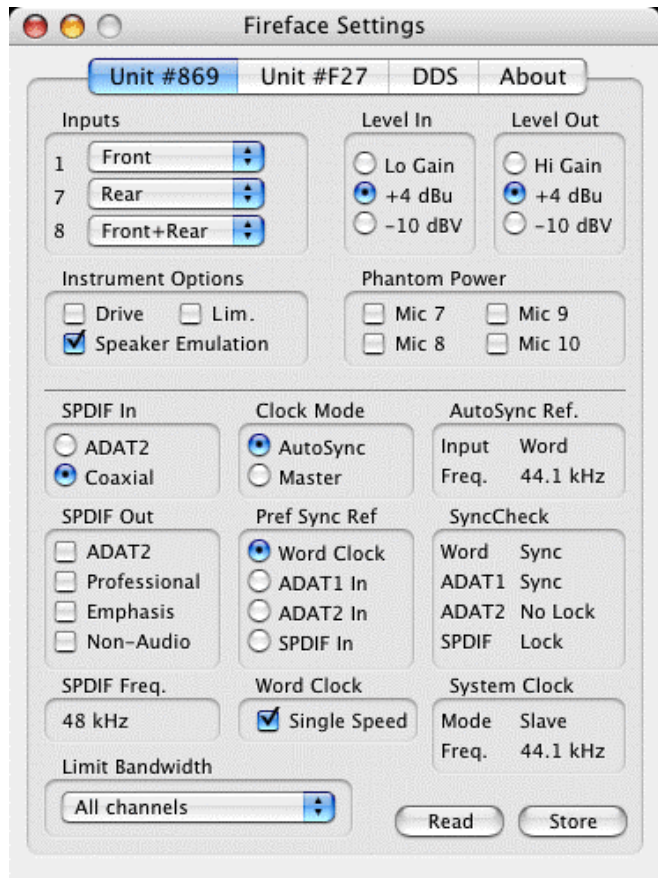 Fireface Settings
Unit #869 Unit #F27 DDS About
Inputs
1 Front
7 Rear
8 Front+Rear
Level In
Lo Gain
+4 dBu
-10 dBV
Level Out
Hi Gain
+4 dBu
-10 dBV
Instrument Options
Drive Lim.
Speaker Emulation
Phantom Power
Mic 7 Mic 9
Mic 8 Mic 10
SPDIF In
ADAT2
Coaxial
Clock Mode
AutoSync
Master
AutoSync Ref.
Input Word
Freq. 44.1 kHz
SPDIF Out
ADAT2
Professional
Emphasis
Non-Audio
Pref Sync Ref
Word Clock
ADAT1 In
ADAT2 In
SPDIF In
SyncCheck
Word Sync
ADAT1 Sync
ADAT2 No Lock
SPDIF Lock
SPDIF Freq.
48 kHz
Word Clock
Single Speed
System Clock
Mode Slave
Freq. 44.1 kHz
Limit Bandwidth
All channels
Read Store